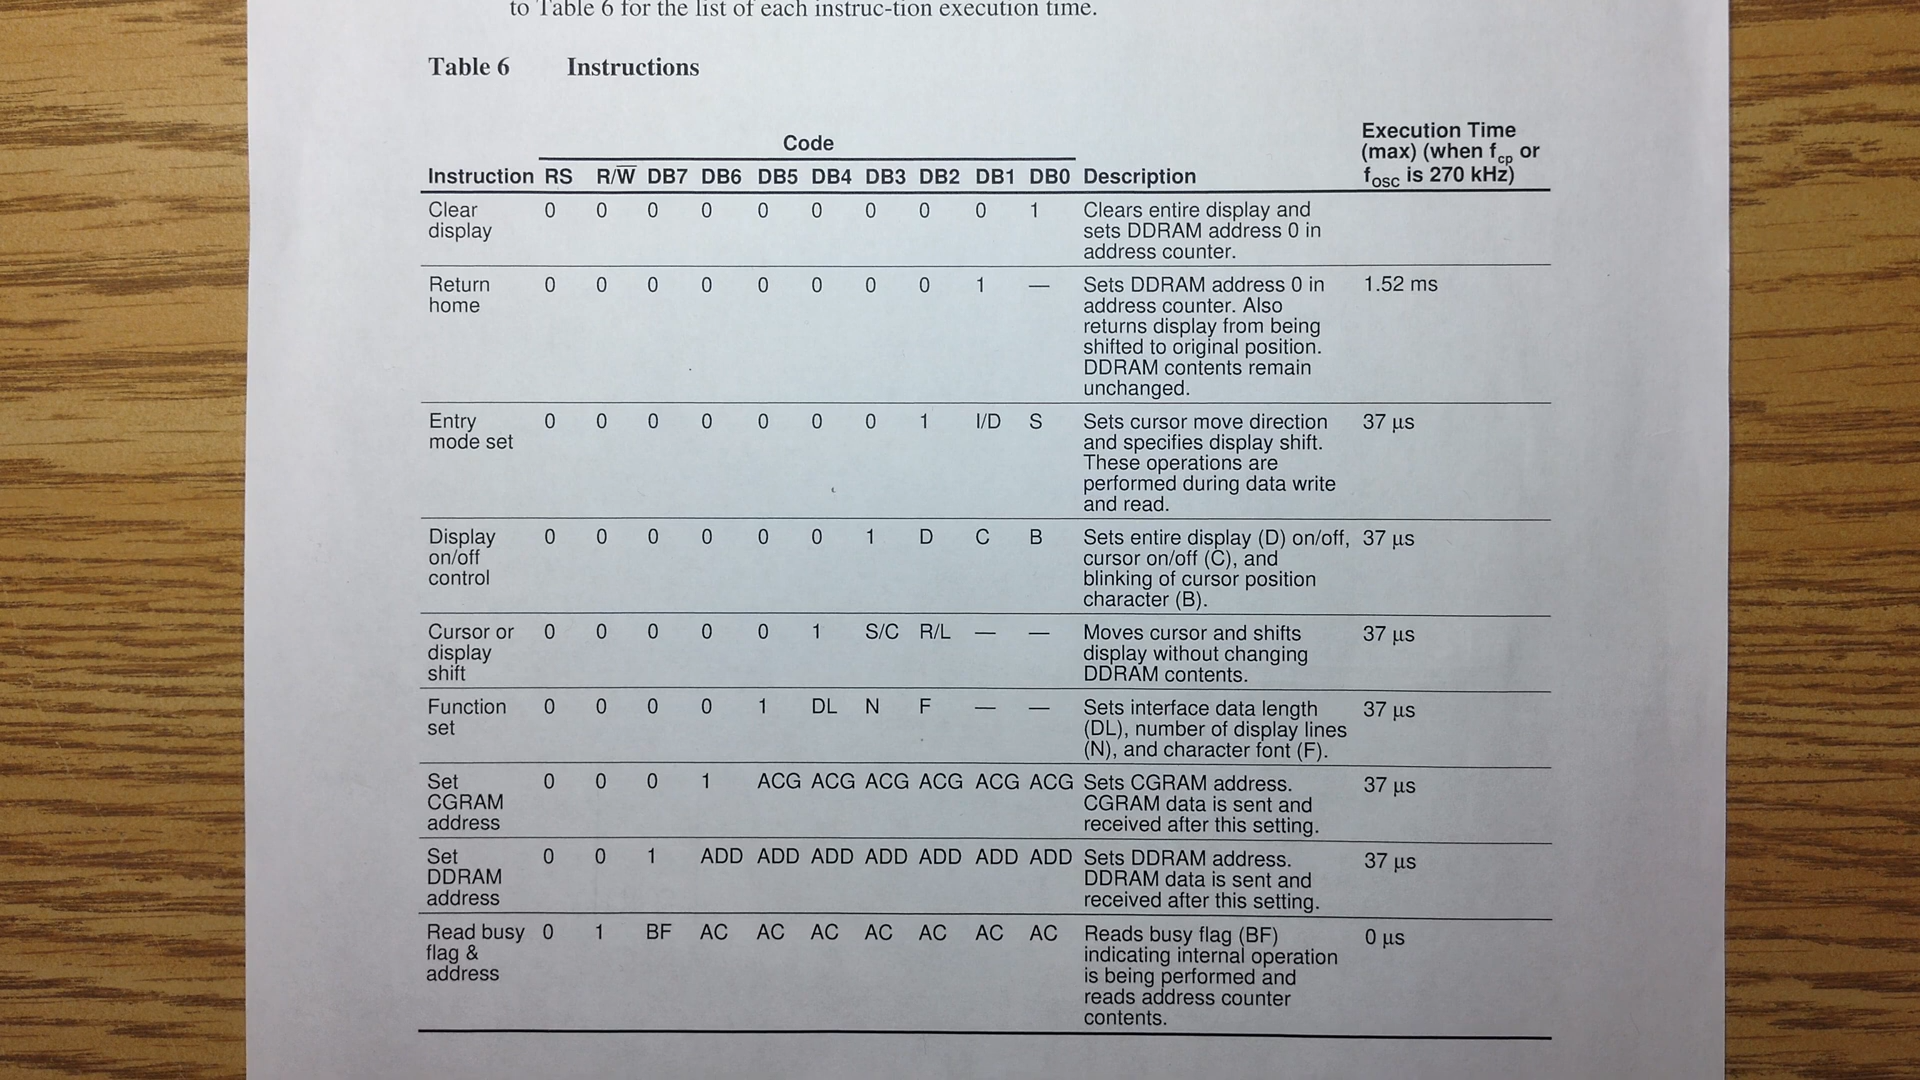 to Table 6 for the list of each instruc-tion execution time.
Table 6 Instructions
Code
Execution Time
(max) (when fcp or
fOSC is 270 kHz)
Instruction RS R/W̅ DB7 DB6 DB5 DB4 DB3 DB2 DB1 DB0 Description
Clear 0 0 0 0 0 0 0 0 0 1 Clears entire display and
display sets DDRAM address 0 in
address counter.
Return 0 0 0 0 0 0 0 0 1 — Sets DDRAM address 0 in 1.52 ms
home address counter. Also
returns display from being
shifted to original position.
DDRAM contents remain
unchanged.
Entry 0 0 0 0 0 0 0 1 I/D S Sets cursor move direction 37 µs
mode set and specifies display shift.
These operations are
performed during data write
and read.
Display 0 0 0 0 0 0 1 D C B Sets entire display (D) on/off, 37 µs
on/off cursor on/off (C), and
control blinking of cursor position
character (B).
Cursor or 0 0 0 0 0 1 S/C R/L — — Moves cursor and shifts 37 µs
display display without changing
shift DDRAM contents.
Function 0 0 0 0 1 DL N F — — Sets interface data length 37 µs
set (DL), number of display lines
(N), and character font (F).
Set 0 0 0 1 ACG ACG ACG ACG ACG ACG Sets CGRAM address. 37 µs
CGRAM CGRAM data is sent and
address received after this setting.
Set 0 0 1 ADD ADD ADD ADD ADD ADD ADD Sets DDRAM address. 37 µs
DDRAM DDRAM data is sent and
address received after this setting.
Read busy 0 1 BF AC AC AC AC AC AC AC Reads busy flag (BF) 0 µs
flag & indicating internal operation
address is being performed and
reads address counter
contents.